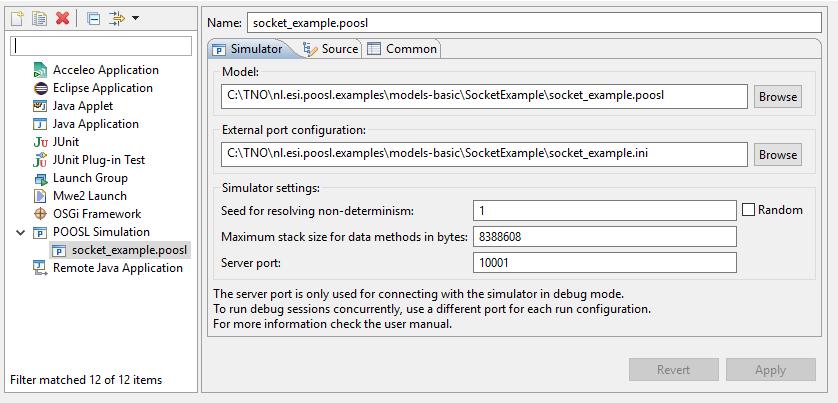 Acceleo Application
Eclipse Application
Java Applet
Java Application
JUnit
JUnit Plug-in Test
Launch Group
Mwe2 Launch
OSGi Framework
POOSL Simulation
socket_example.poosl
Remote Java Application
Filter matched 12 of 12 items
Name: socket_example.poosl
Simulator Source Common
Model:
C:\TNO\nl.esi.poosl.examples\models-basic\SocketExample\socket_example.poosl Browse
External port configuration:
C:\TNO\nl.esi.poosl.examples\models-basic\SocketExample\socket_example.ini Browse
Simulator settings:
Seed for resolving non-determinism: 1 Random
Maximum stack size for data methods in bytes: 8388608
Server port: 10001
The server port is only used for connecting with the simulator in debug mode.
To run debug sessions concurrently, use a different port for each run configuration.
For more information check the user manual.
Revert Apply